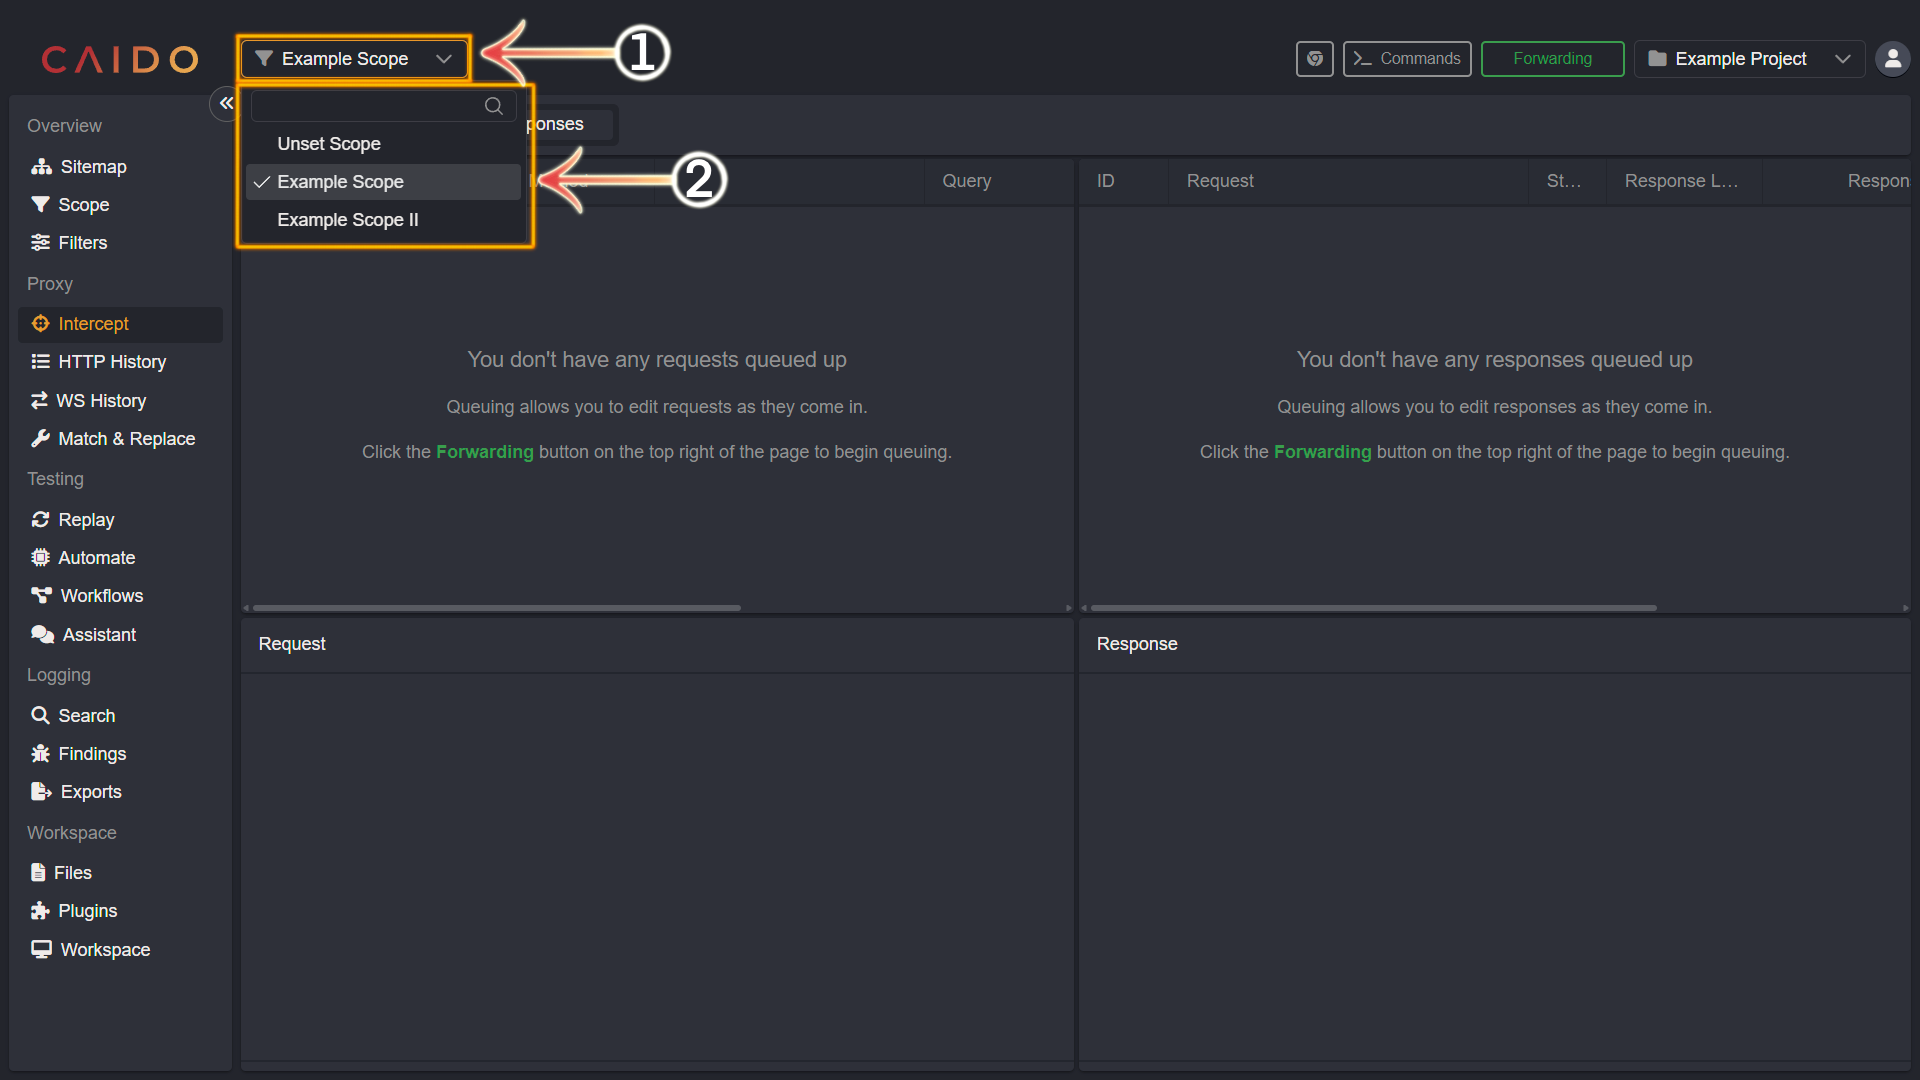 CAIDO
Example Scope
1
Commands
Forwarding
Example Project
Overview
Sitemap
Scope
Filters
Proxy
Intercept
HTTP History
WS History
Match & Replace
Testing
Replay
Automate
Workflows
Assistant
Logging
Search
Findings
Exports
Workspace
Files
Plugins
Workspace
Unset Scope
Example Scope
Example Scope II
2
ponses
Query
ID
Request
St...
Response L...
Respon
You don't have any requests queued up
Queuing allows you to edit requests as they come in.
Click the Forwarding button on the top right of the page to begin queuing.
You don't have any responses queued up
Queuing allows you to edit responses as they come in.
Click the Forwarding button on the top right of the page to begin queuing.
Request
Response